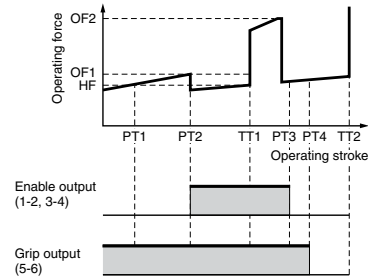 Operating force
OF2
OF1
HF
PT1 PT2 TT1 PT3 PT4 TT2
Operating stroke
Enable output
(1-2, 3-4)
Grip output
(5-6)